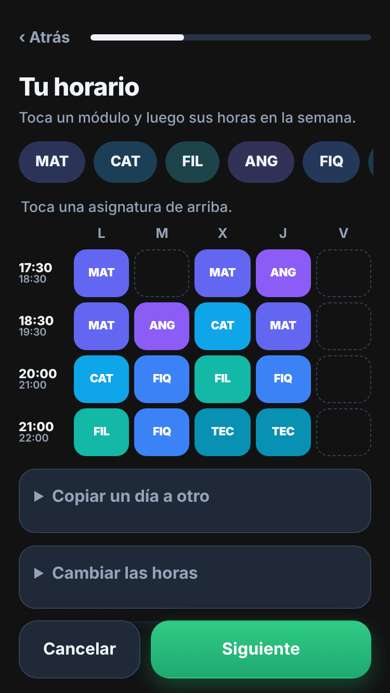 ‹ Atrás
Tu horario
Toca un módulo y luego sus horas en la semana.
MAT CAT FIL ANG FIQ
Toca una asignatura de arriba.
L M X J V
17:30 MAT MAT ANG
18:30
18:30 MAT ANG CAT MAT
19:30
20:00 CAT FIQ FIL FIQ
21:00
21:00 FIL FIQ TEC TEC
22:00
▶ Copiar un día a otro
▶ Cambiar las horas
Cancelar Siguiente